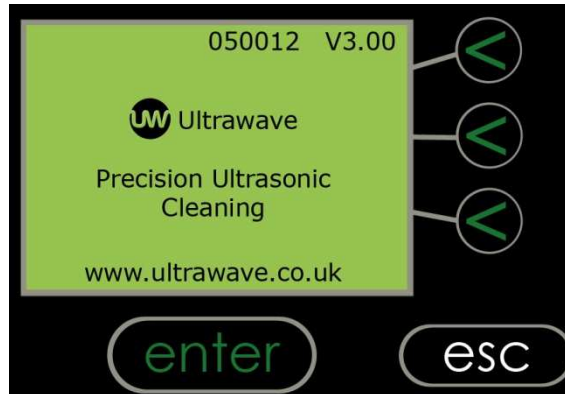 050012 V3.00
UW Ultrawave
Precision Ultrasonic
Cleaning
www.ultrawave.co.uk
<
<
<
enter
esc